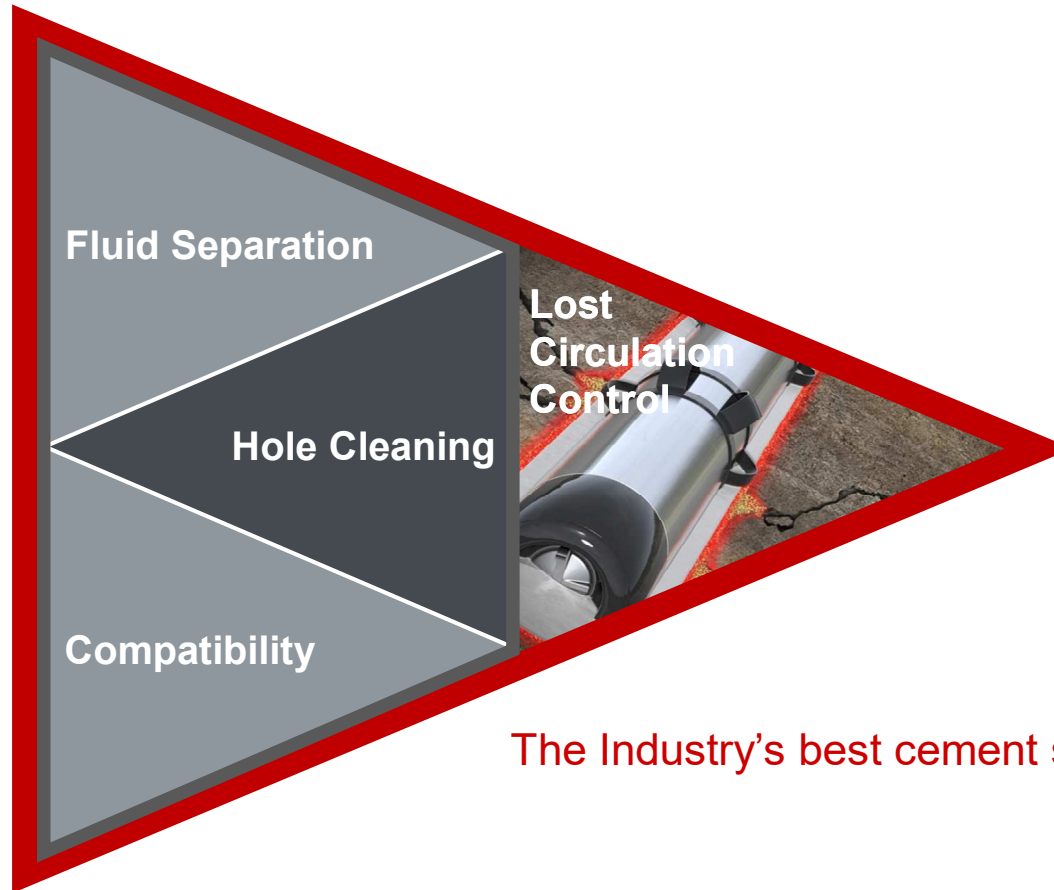 Fluid Separation
Lost
Circulation
Control
Hole Cleaning
Compatibility
The Industry’s best cement